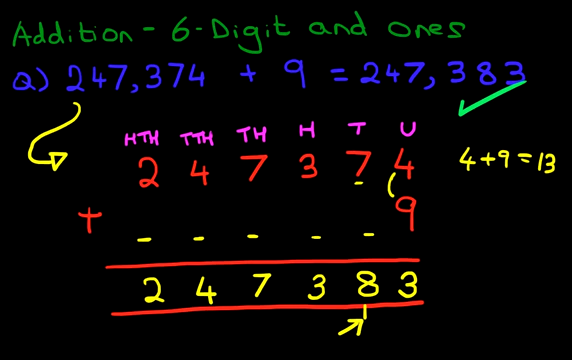 Addition - 6-Digit and ones
Q) 247,374 + 9 = 247,383
HTH TTH TH H T U
2 4 7 3 7 4
4+9=13
+ 9
- - - - -
2 4 7 3 8 3
1